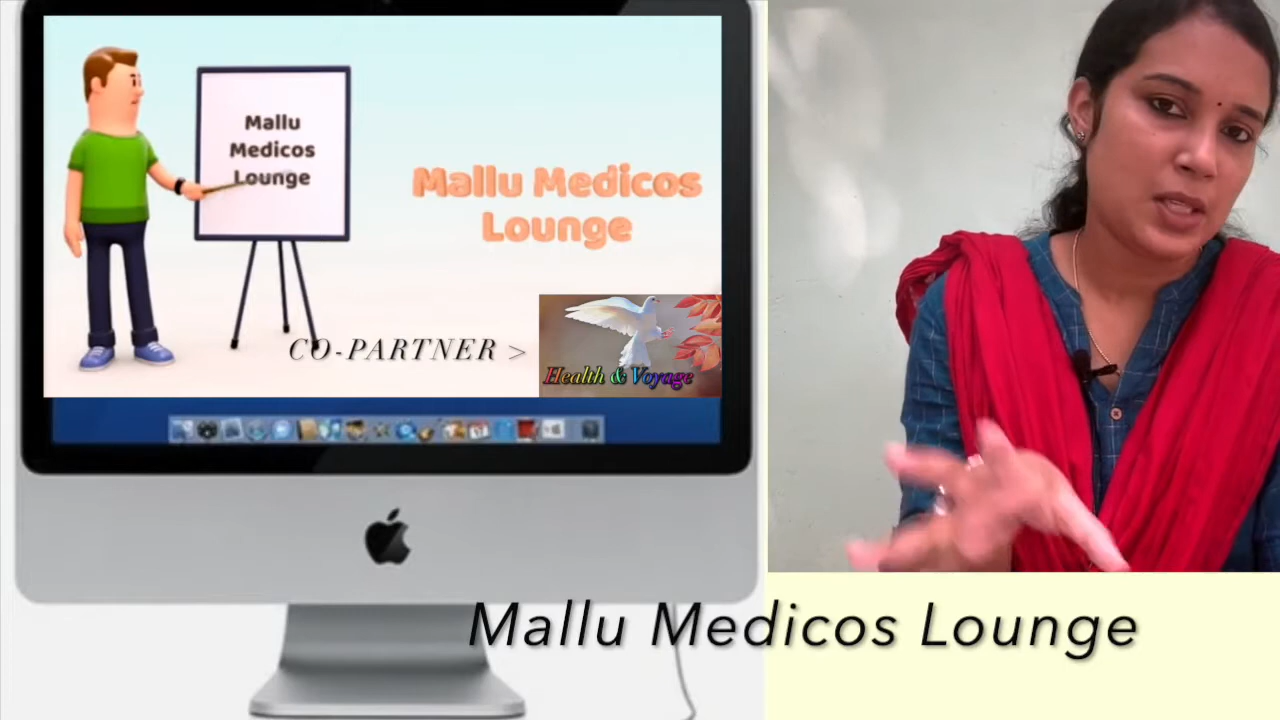 Mallu
Medicos
Lounge
Mallu Medicos
Lounge
CO-PARTNER >
Health & Voyage
Mallu Medicos Lounge